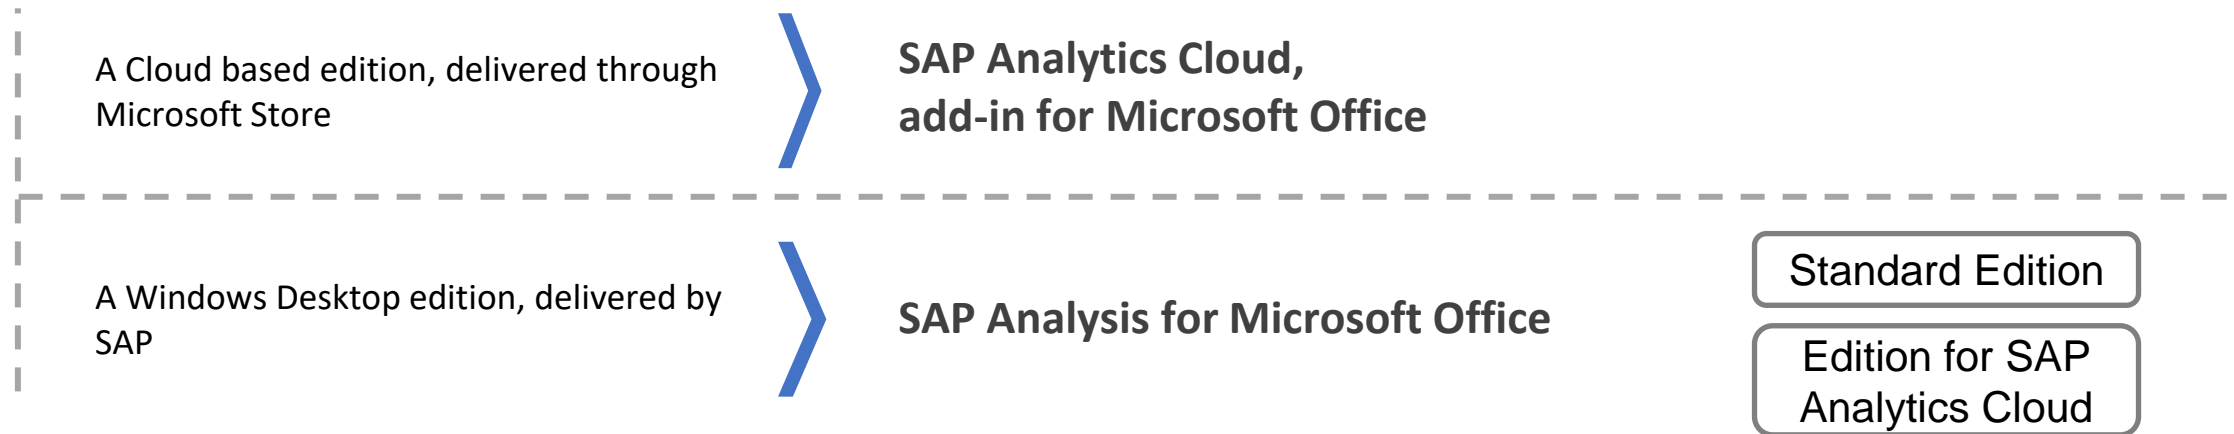 A Cloud based edition, delivered through
Microsoft Store
SAP Analytics Cloud,
add-in for Microsoft Office
A Windows Desktop edition, delivered by
SAP
SAP Analysis for Microsoft Office
Standard Edition
Edition for SAP
Analytics Cloud